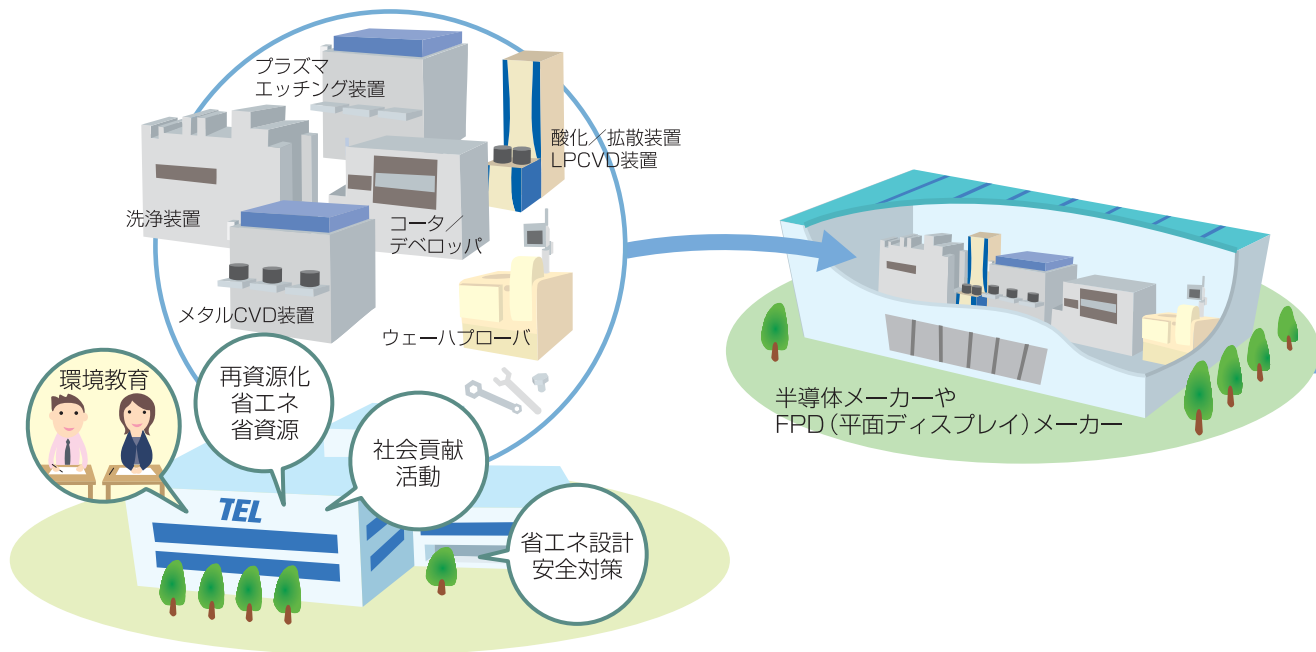 プラズマ
エッチング装置
酸化／拡散装置
LPCVD装置
洗浄装置
コータ／
デベロッパ
メタルCVD装置
ウェーハプローバ
環境教育
再資源化
省エネ
省資源
社会貢献
活動
TEL
省エネ設計
安全対策
半導体メーカーや
FPD（平面ディスプレイ）メーカー